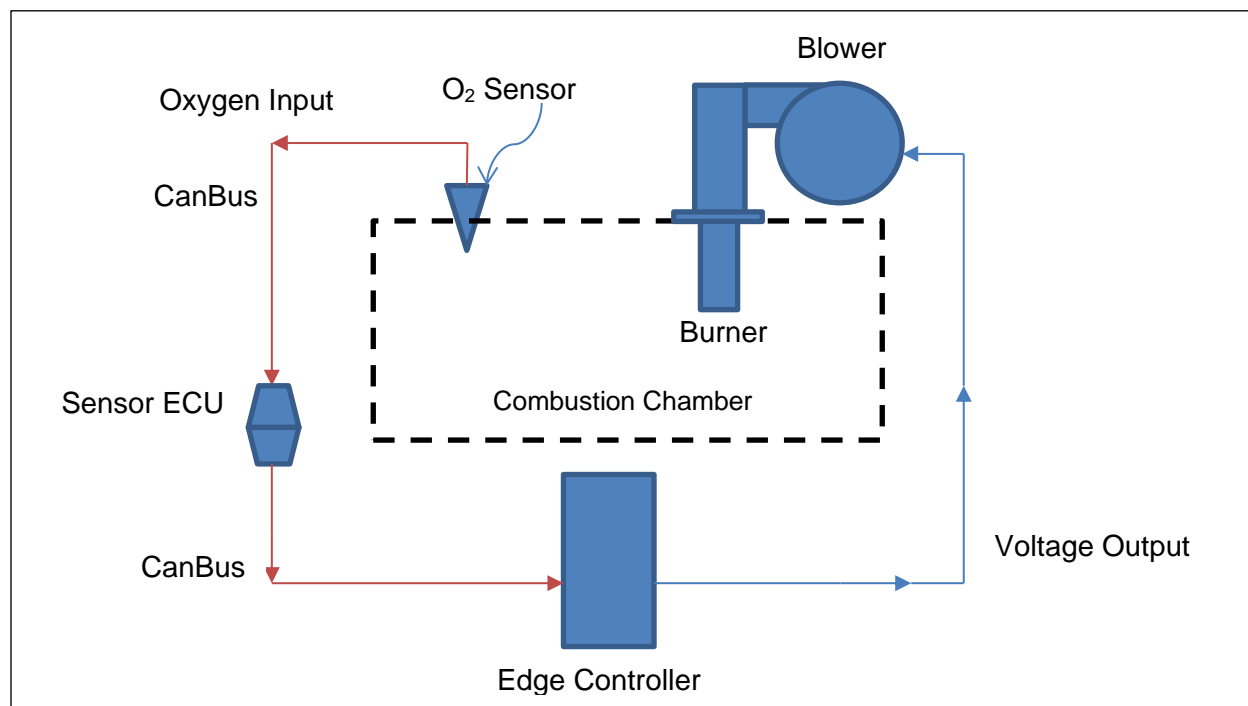 Blower
O₂ Sensor
Oxygen Input
CanBus
Burner
Sensor ECU
Combustion Chamber
Voltage Output
CanBus
Edge Controller